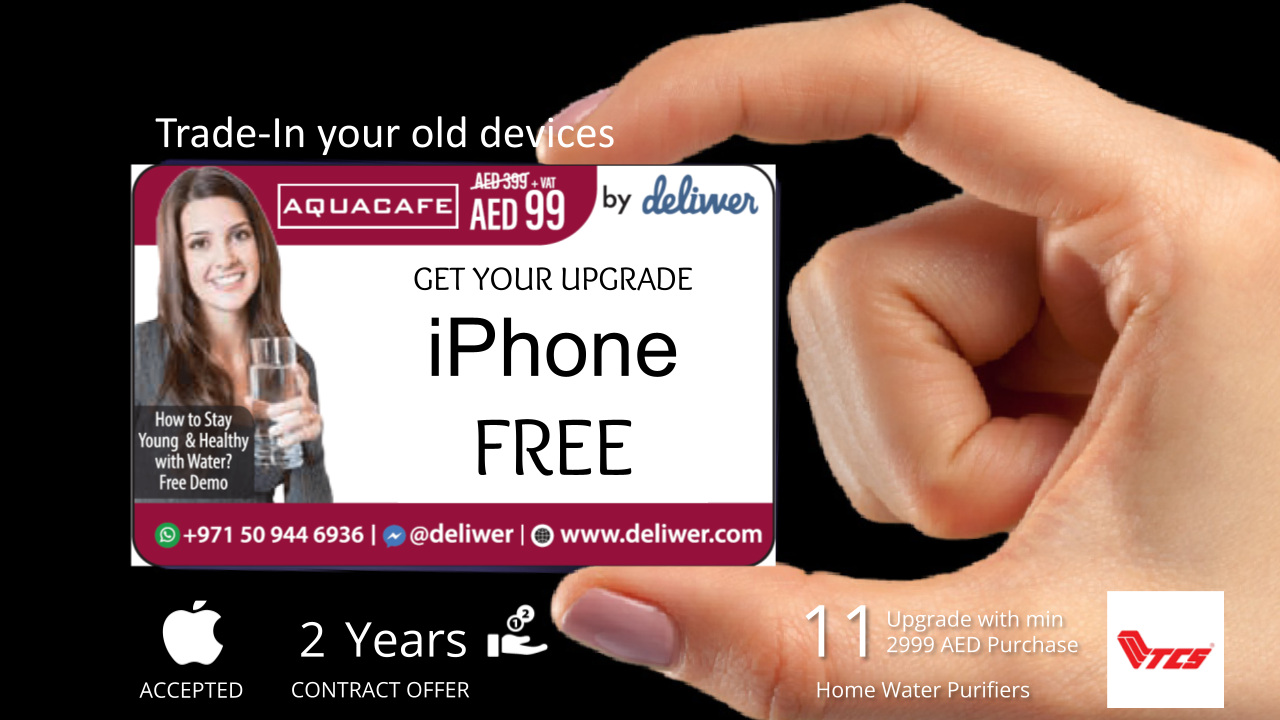 Trade-In your old devices
AQUACAFE
AED 399 + VAT
AED 99
by deliwer
GET YOUR UPGRADE
iPhone
FREE
How to Stay
Young & Healthy
with Water?
Free Demo
+971 50 944 6936 | @deliwer | www.deliwer.com
2 Years
1 2
ACCEPTED
CONTRACT OFFER
11
Upgrade with min
2999 AED Purchase
Home Water Purifiers
TCS